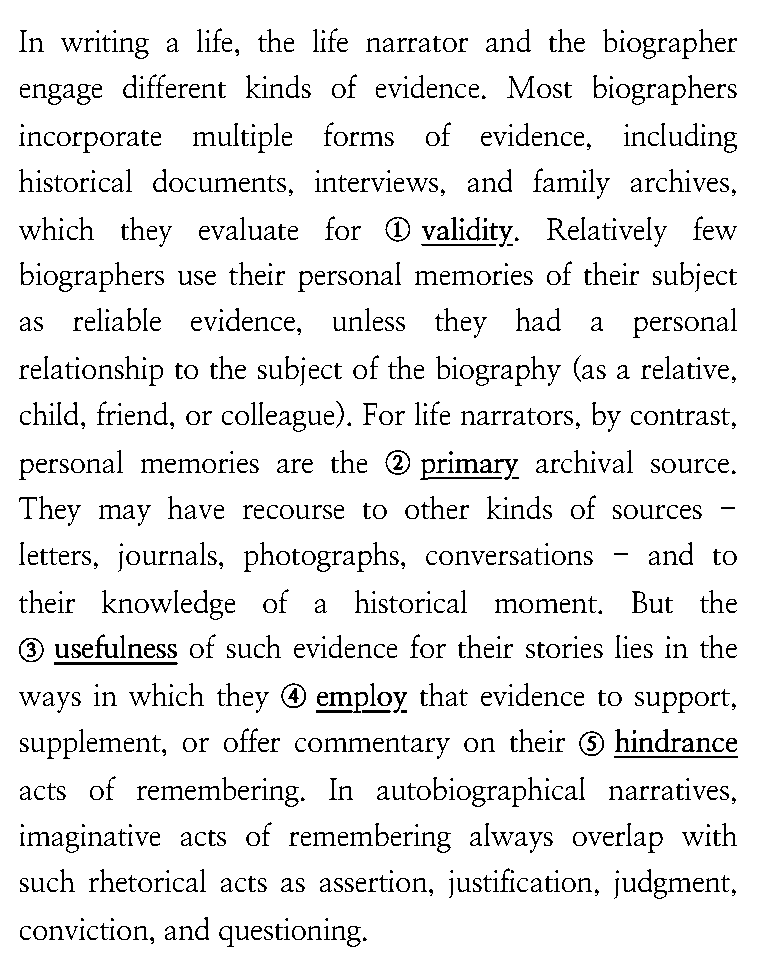 In writing a life, the life narrator and the biographer
engage different kinds of evidence. Most biographers
incorporate multiple forms of evidence, including
historical documents, interviews, and family archives,
which they evaluate for ① validity. Relatively few
biographers use their personal memories of their subject
as reliable evidence, unless they had a personal
relationship to the subject of the biography (as a relative,
child, friend, or colleague). For life narrators, by contrast,
personal memories are the ② primary archival source.
They may have recourse to other kinds of sources –
letters, journals, photographs, conversations – and to
their knowledge of a historical moment. But the
③ usefulness of such evidence for their stories lies in the
ways in which they ④ employ that evidence to support,
supplement, or offer commentary on their ⑤ hindrance
acts of remembering. In autobiographical narratives,
imaginative acts of remembering always overlap with
such rhetorical acts as assertion, justification, judgment,
conviction, and questioning.